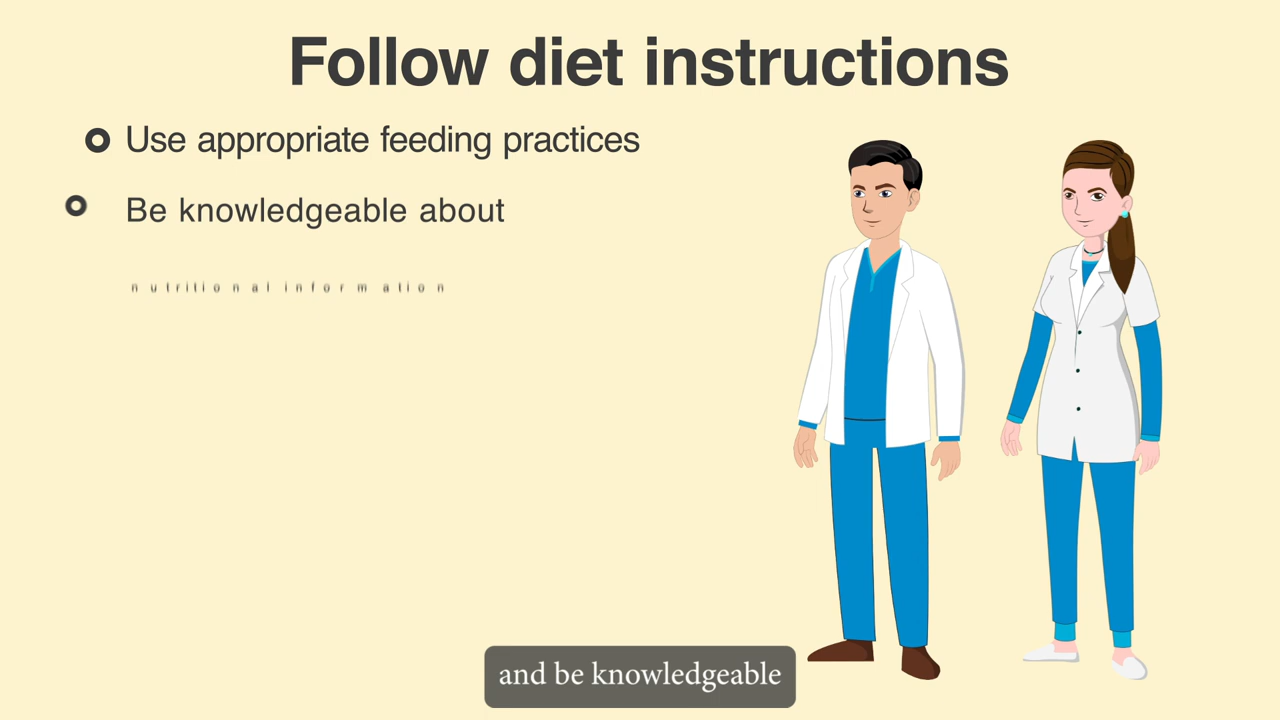 Follow diet instructions
Use appropriate feeding practices
Be knowledgeable about
nutritional information
and be knowledgeable